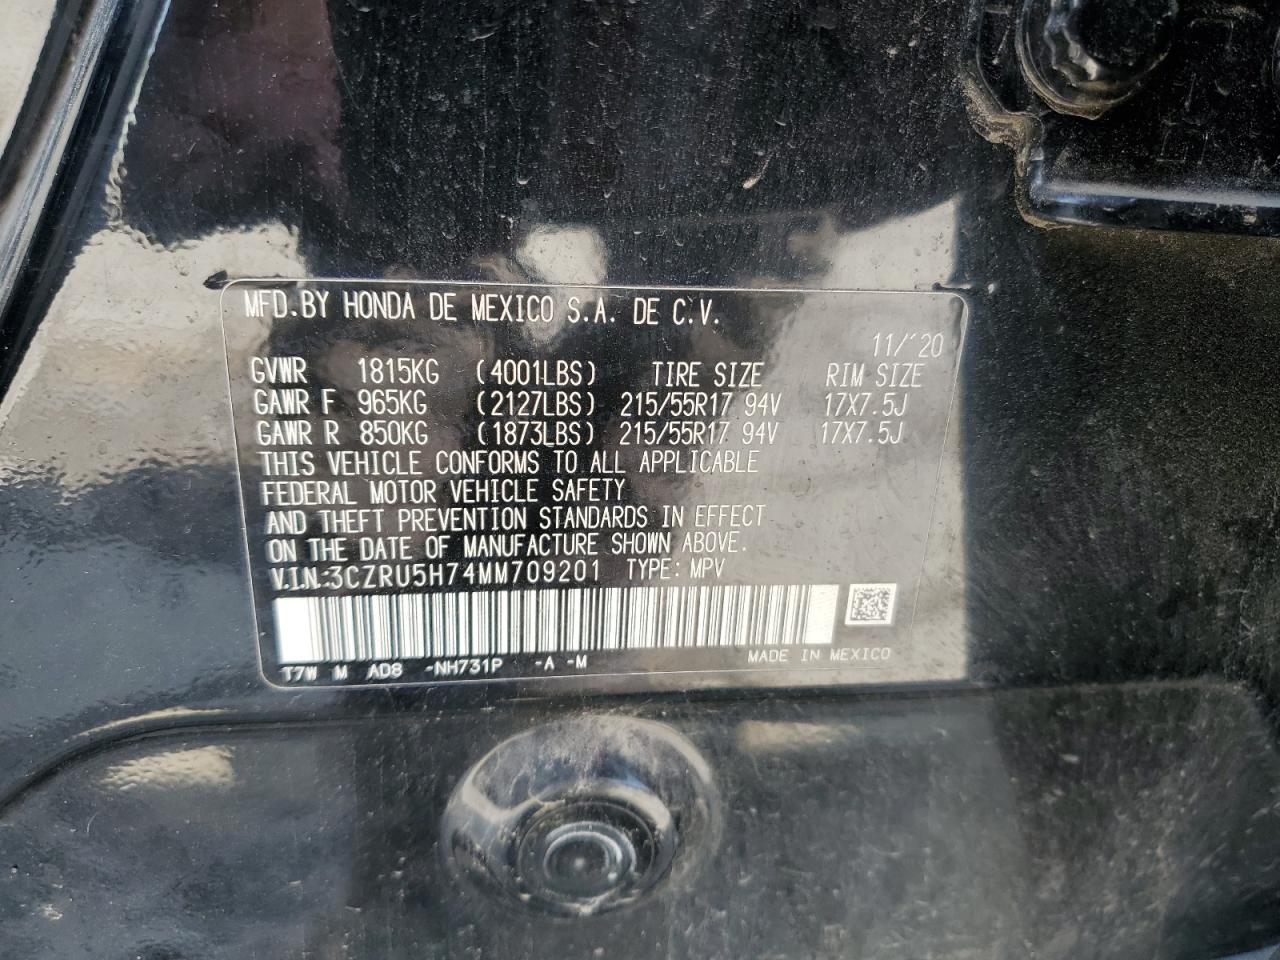 MFD.BY HONDA DE MEXICO S.A. DE C.V.
11/'20
GVWR 1815KG (4001LBS) TIRE SIZE RIM SIZE
GAWR F 965KG (2127LBS) 215/55R17 94V 17X7.5J
GAWR R 850KG (1873LBS) 215/55R17 94V 17X7.5J
THIS VEHICLE CONFORMS TO ALL APPLICABLE
FEDERAL MOTOR VEHICLE SAFETY
AND THEFT PREVENTION STANDARDS IN EFFECT
ON THE DATE OF MANUFACTURE SHOWN ABOVE.
V.I.N.:3CZRU5H74MM709201 TYPE: MPV
T7W M AD8 -NH731P -A -M MADE IN MEXICO